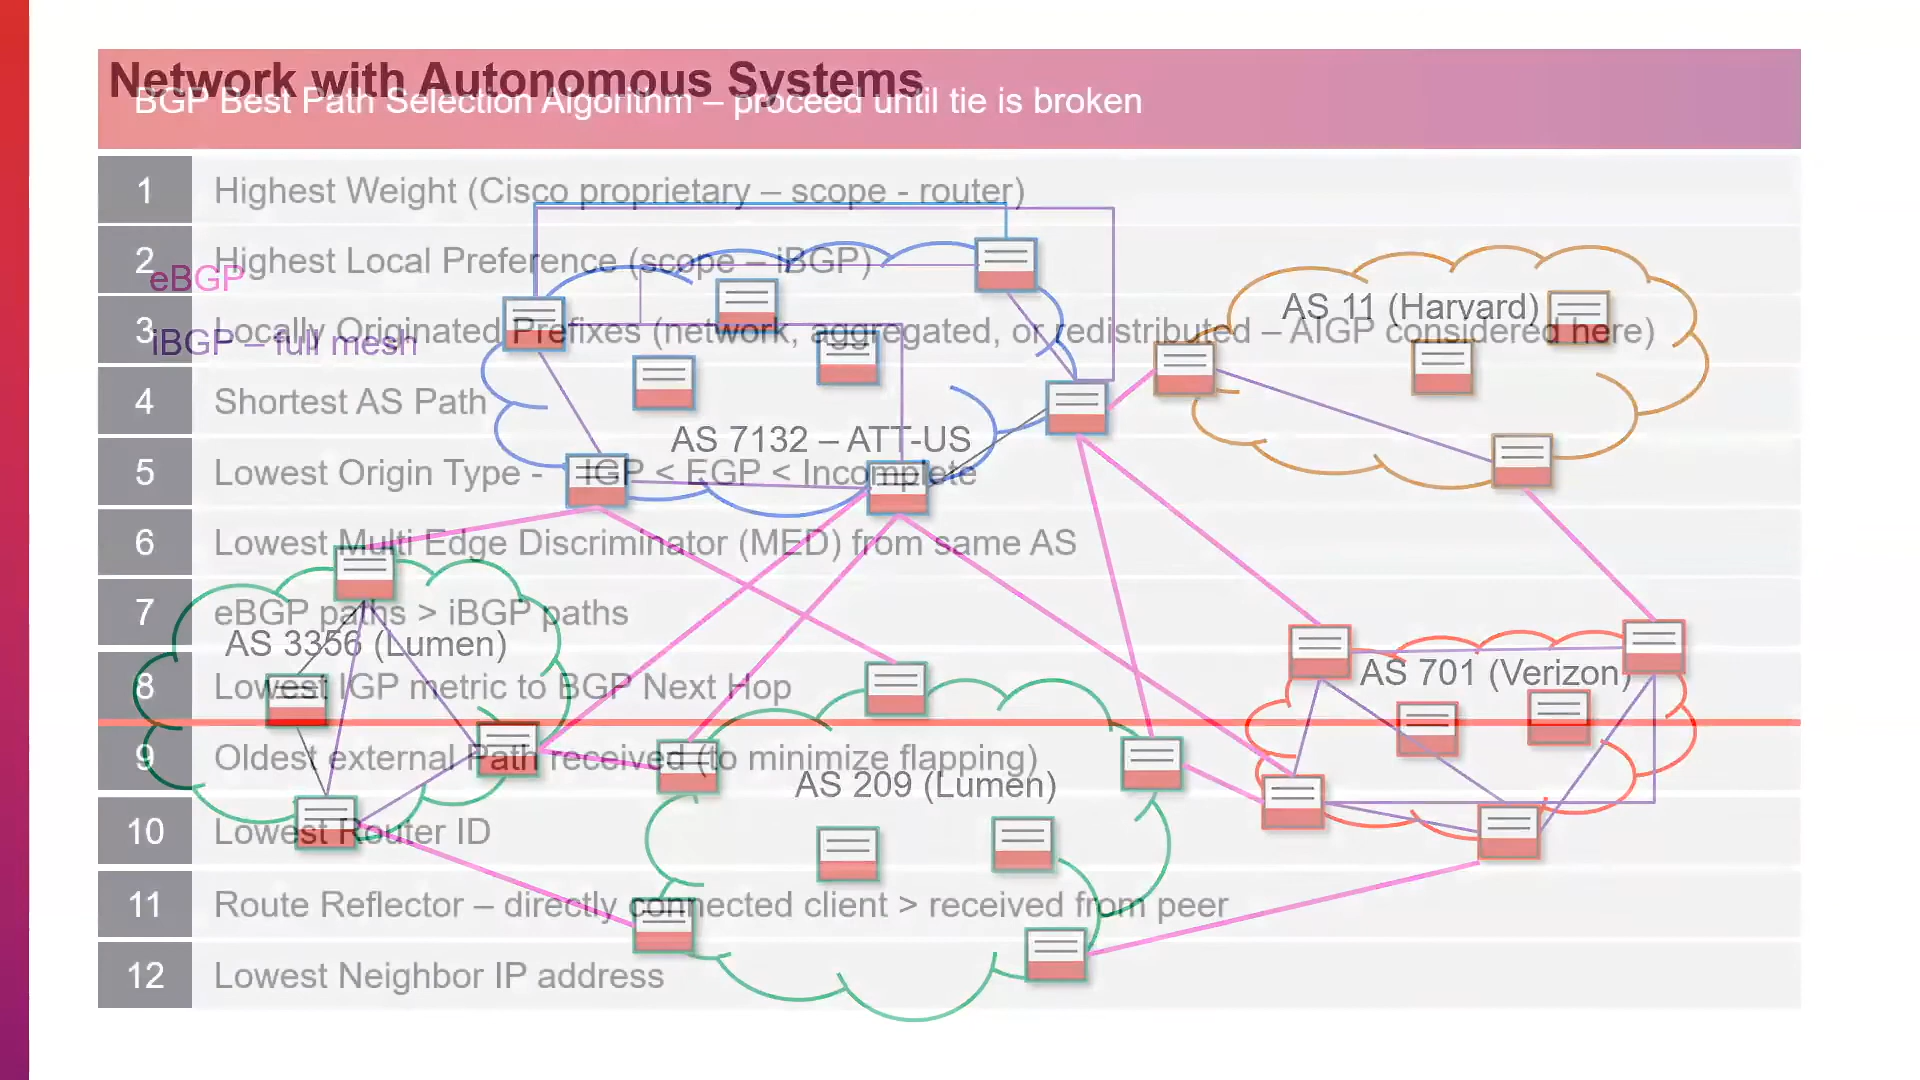 Network with Autonomous Systems
BGP Best Path Selection Algorithm – proceed until tie is broken
1 Highest Weight (Cisco proprietary – scope - router)
2 Highest Local Preference (scope – iBGP)
eBGP
AS 11 (Harvard)
3 Locally Originated Prefixes (network, aggregated, or redistributed – AIGP considered here)
iBGP – full mesh
4 Shortest AS Path
AS 7132 – ATT-US
5 Lowest Origin Type - IGP < EGP < Incomplete
6 Lowest Multi Edge Discriminator (MED) from same AS
7 eBGP paths > iBGP paths
AS 3356 (Lumen)
AS 701 (Verizon)
8 Lowest IGP metric to BGP Next Hop
9 Oldest external Path received (to minimize flapping)
AS 209 (Lumen)
10 Lowest Router ID
11 Route Reflector – directly connected client > received from peer
12 Lowest Neighbor IP address